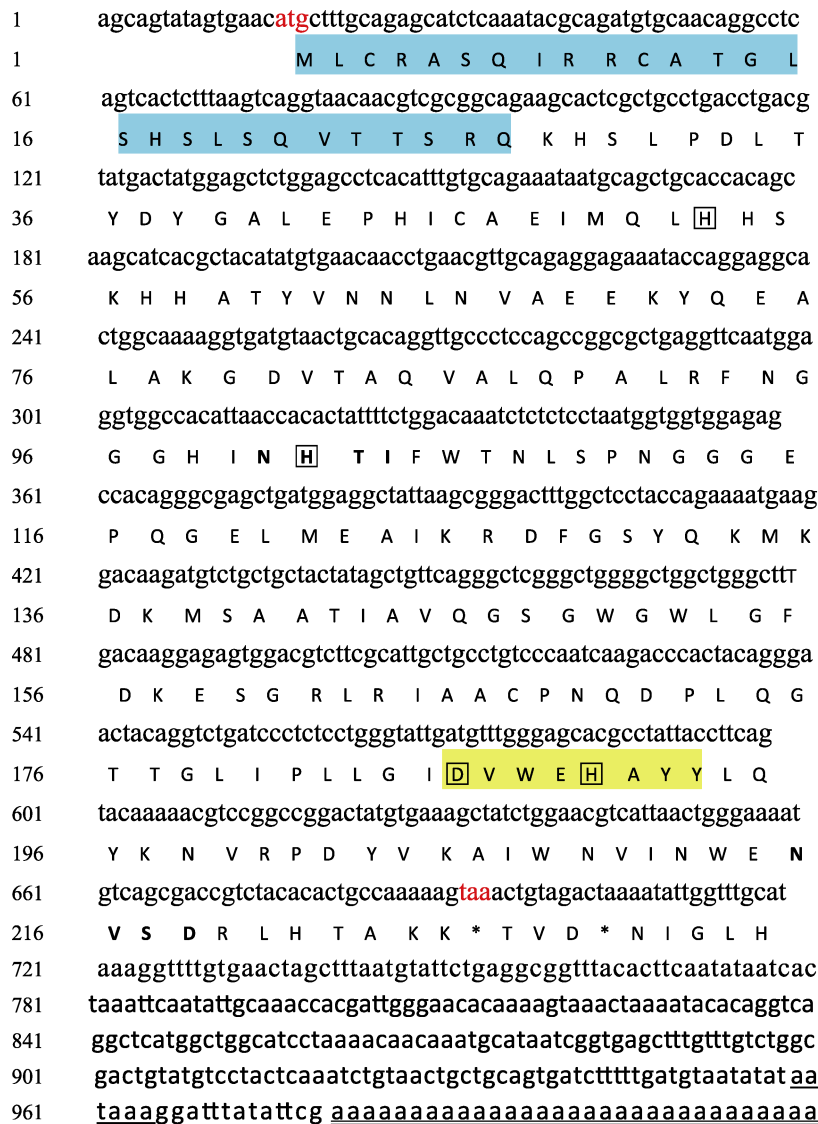 1 agcagtatagtgaacatgctttgcagagcatctcaaatacgcagatgtgcaacaggcctc
1 M L C R A S Q I R R C A T G L
61 agtcactctttaagtcaggtaacaacgtcgcggcagaagcactcgctgcctgacctgacg
16 S H S L S Q V T T S R Q K H S L P D L T
121 tatgactatggagctctggagcctcacatttgtgcagaaataatgcagctgcaccacagc
36 Y D Y G A L E P H I C A E I M Q L H H S
181 aagcatcacgctacatatgtgaacaacctgaacgttgcagaggagaaataccaggaggca
56 K H H A T Y V N N L N V A E E K Y Q E A
241 ctggcaaaaggtgatgtaactgcacaggttgccctccagccggcgctgaggttcaatgga
76 L A K G D V T A Q V A L Q P A L R F N G
301 ggtggccacattaaccacactattttctggacaaatctctctcctaatggtggtggagag
96 G G H I N H T I F W T N L S P N G G G E
361 ccacagggcgagctgatggaggctattaagcgggactttggctcctaccagaaaatgaag
116 P Q G E L M E A I K R D F G S Y Q K M K
421 gacaagatgtctgctgctactatagctgttcagggctcgggctggggctggctgggcttT
136 D K M S A A T I A V Q G S G W G W L G F
481 gacaaggagagtggacgtcttcgcattgctgcctgtcccaatcaagacccactacaggga
156 D K E S G R L R I A A C P N Q D P L Q G
541 actacaggtctgatccctctcctgggtattgatgtttgggagcacgcctattaccttcag
176 T T G L I P L L G I D V W E H A Y Y L Q
601 tacaaaaacgtccggccggactatgtgaaagctatctggaacgtcattaactgggaaaat
196 Y K N V R P D Y V K A I W N V I N W E N
661 gtcagcgaccgtctacacactgccaaaaagtaaactgtagactaaaatattggtttgcat
216 V S D R L H T A K K * T V D * N I G L H
721 aaaggttttgtgaactagctttaatgtattctgaggcggtttacacttcaatataatcac
781 taaattcaatattgcaaaccacgattgggaacacaaaagtaaactaaaatacacaggtca
841 ggctcatggctggcatcctaaaacaacaaatgcataatcggtgagctttgtttgtctggc
901 gactgtatgtcctactcaaatctgtaactgctgcagtgatctttttgatgtaatatat aa
961 taaaggatttatattcg aaaaaaaaaaaaaaaaaaaaaaaaaaaaaaa